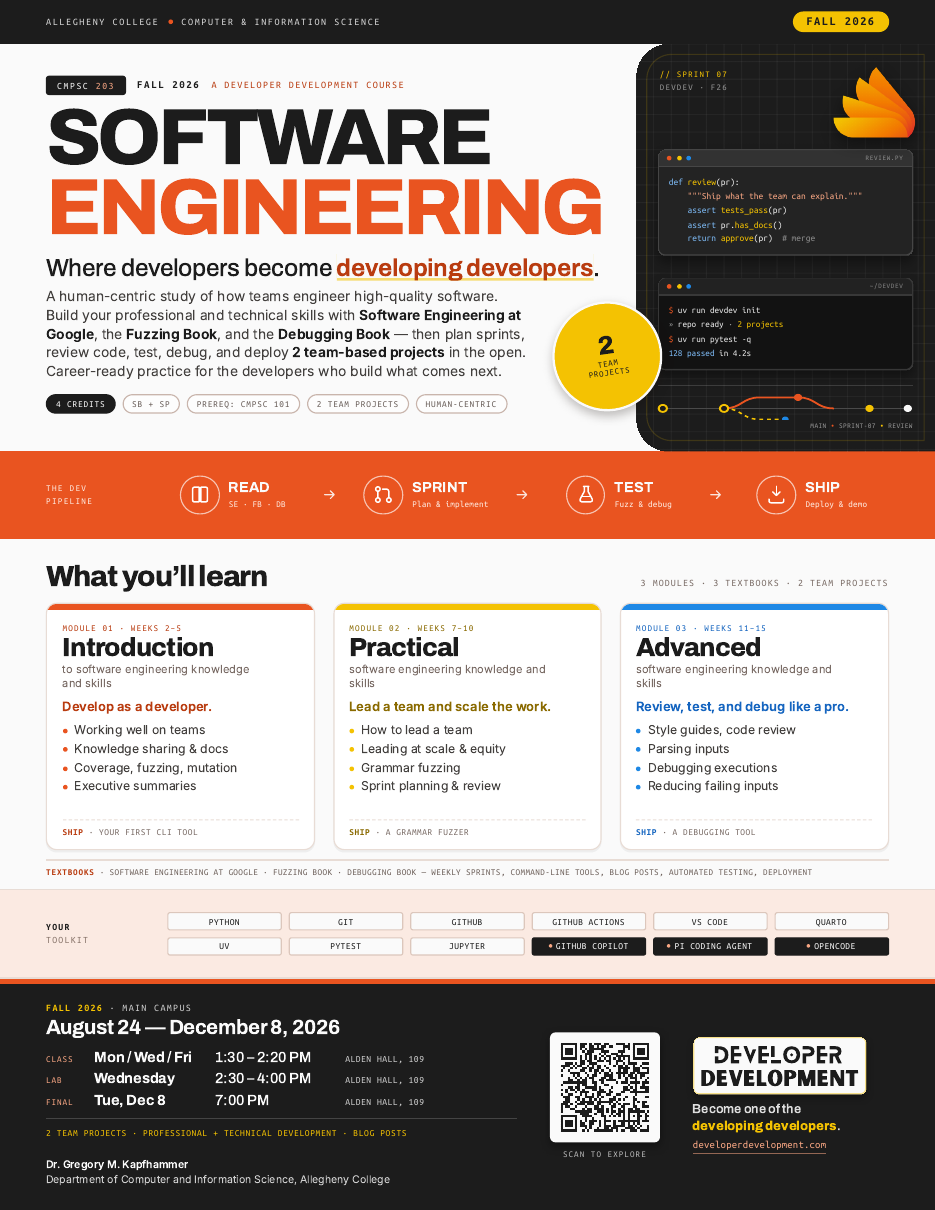 ALLEGHENY COLLEGE • COMPUTER & INFORMATION SCIENCE
FALL 2026
CMPSC 203 FALL 2026 A DEVELOPER DEVELOPMENT COURSE
SOFTWARE
ENGINEERING
Where developers become developing developers.
A human-centric study of how teams engineer high-quality software.
Build your professional and technical skills with Software Engineering at
Google, the Fuzzing Book, and the Debugging Book — then plan sprints,
review code, test, debug, and deploy 2 team-based projects in the open.
Career-ready practice for the developers who build what comes next.
4 CREDITS SB + SP PREREQ: CMPSC 101 2 TEAM PROJECTS HUMAN-CENTRIC
2
TEAM
PROJECTS
// SPRINT 07
DEVDEV · F26
REVIEW.PY
def review(pr):
"""Ship what the team can explain."""
assert tests_pass(pr)
assert pr.has_docs()
return approve(pr) # merge
~/DEVDEV
$ uv run devdev init
» repo ready · 2 projects
$ uv run pytest -q
128 passed in 4.2s
MAIN • SPRINT-07 • REVIEW
THE DEV
PIPELINE
READ
SE · FB · DB
→
SPRINT
Plan & implement
→
TEST
Fuzz & debug
→
SHIP
Deploy & demo
What you'll learn
3 MODULES · 3 TEXTBOOKS · 2 TEAM PROJECTS
MODULE 01 · WEEKS 2–5
Introduction
to software engineering knowledge
and skills
Develop as a developer.
• Working well on teams
• Knowledge sharing & docs
• Coverage, fuzzing, mutation
• Executive summaries
SHIP · YOUR FIRST CLI TOOL
MODULE 02 · WEEKS 7–10
Practical
software engineering knowledge and
skills
Lead a team and scale the work.
• How to lead a team
• Leading at scale & equity
• Grammar fuzzing
• Sprint planning & review
SHIP · A GRAMMAR FUZZER
MODULE 03 · WEEKS 11–15
Advanced
software engineering knowledge and
skills
Review, test, and debug like a pro.
• Style guides, code review
• Parsing inputs
• Debugging executions
• Reducing failing inputs
SHIP · A DEBUGGING TOOL
TEXTBOOKS · SOFTWARE ENGINEERING AT GOOGLE · FUZZING BOOK · DEBUGGING BOOK — WEEKLY SPRINTS, COMMAND-LINE TOOLS, BLOG POSTS, AUTOMATED TESTING, DEPLOYMENT
YOUR
TOOLKIT
PYTHON GIT GITHUB GITHUB ACTIONS VS CODE QUARTO
UV PYTEST JUPYTER • GITHUB COPILOT • PI CODING AGENT • OPENCODE
FALL 2026 · MAIN CAMPUS
August 24 — December 8, 2026
CLASS Mon / Wed / Fri 1:30 – 2:20 PM ALDEN HALL, 109
LAB Wednesday 2:30 – 4:00 PM ALDEN HALL, 109
FINAL Tue, Dec 8 7:00 PM ALDEN HALL, 109
2 TEAM PROJECTS · PROFESSIONAL + TECHNICAL DEVELOPMENT · BLOG POSTS
Dr. Gregory M. Kapfhammer
Department of Computer and Information Science, Allegheny College
SCAN TO EXPLORE
DEVELOPER
DEVELOPMENT
Become one of the
developing developers.
developerdevelopment.com